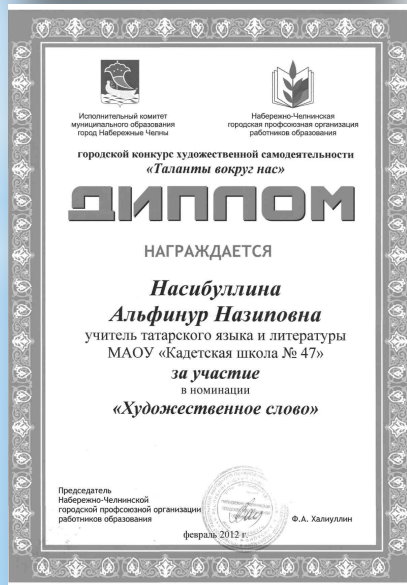 Исполнительный комитет
муниципального образования
город Набережные Челны
Набережно-Челнинская
городская профсоюзная организация
работников образования
городской конкурс художественной самодеятельности
«Таланты вокруг нас»
ДИПЛОМ
НАГРАЖДАЕТСЯ
Насибуллина
Альфинур Назиповна
учитель татарского языка и литературы
МАОУ «Кадетская школа № 47»
за участие
в номинации
«Художественное слово»
Председатель
Набережно-Челнинской
городской профсоюзной организации
работников образования
Ф.А. Халиуллин
февраль 2012 г.